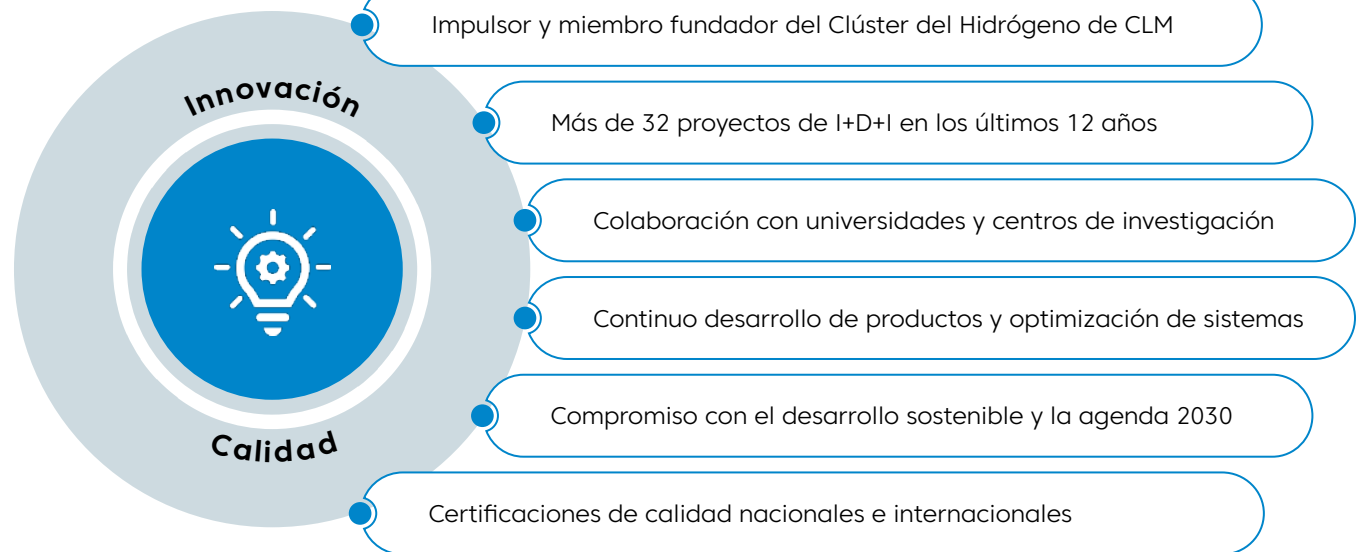 Impulsor y miembro fundador del Clúster del Hidrógeno de CLM
Innovación
Más de 32 proyectos de I+D+I en los últimos 12 años
Colaboración con universidades y centros de investigación
Continuo desarrollo de productos y optimización de sistemas
Compromiso con el desarrollo sostenible y la agenda 2030
Calidad
Certificaciones de calidad nacionales e internacionales